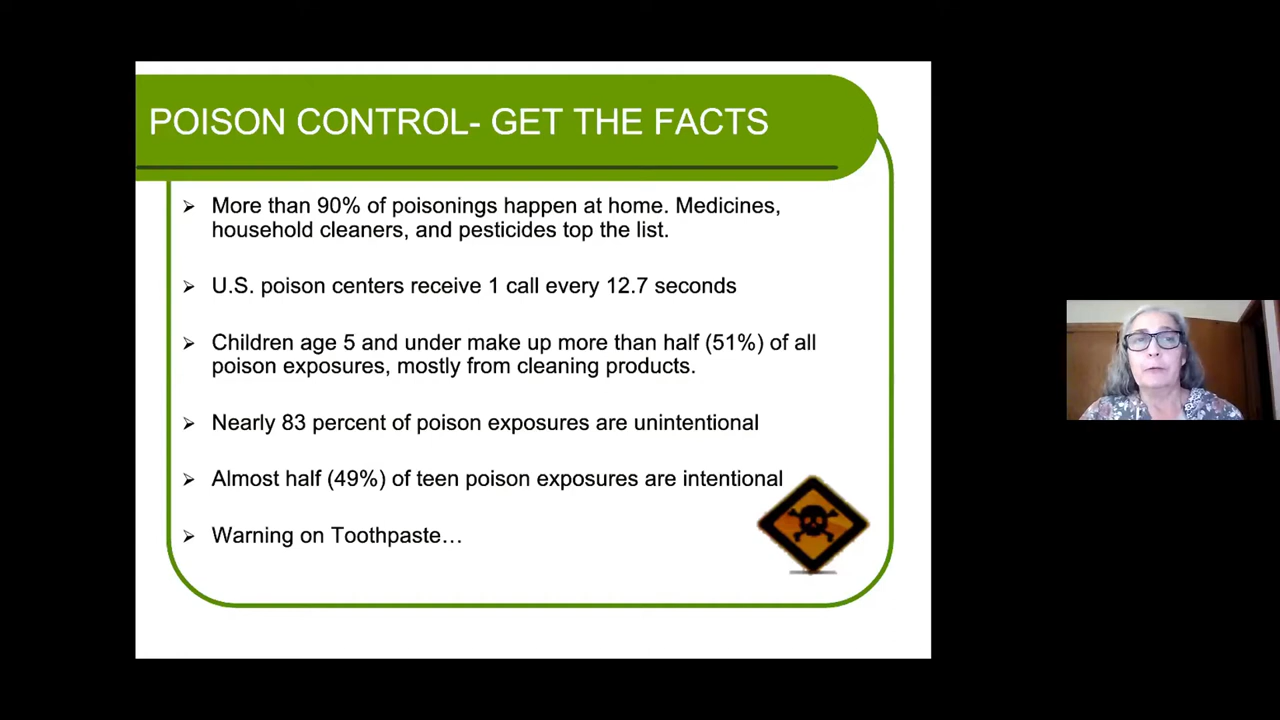 POISON CONTROL- GET THE FACTS
More than 90% of poisonings happen at home. Medicines,
household cleaners, and pesticides top the list.
U.S. poison centers receive 1 call every 12.7 seconds
Children age 5 and under make up more than half (51%) of all
poison exposures, mostly from cleaning products.
Nearly 83 percent of poison exposures are unintentional
Almost half (49%) of teen poison exposures are intentional
Warning on Toothpaste…